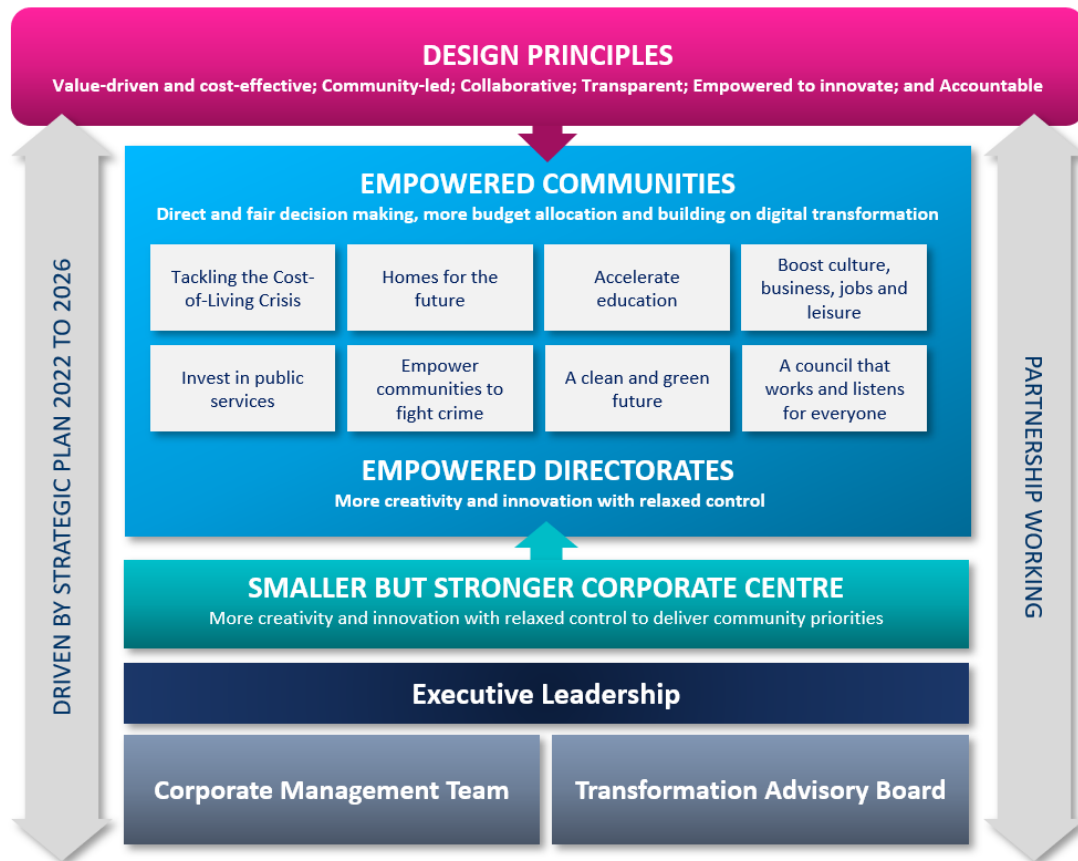 DESIGN PRINCIPLES
Value-driven and cost-effective; Community-led; Collaborative; Transparent; Empowered to innovate; and Accountable
DRIVEN BY STRATEGIC PLAN 2022 TO 2026
EMPOWERED COMMUNITIES
Direct and fair decision making, more budget allocation and building on digital transformation
Tackling the Cost-
of-Living Crisis
Homes for the
future
Accelerate
education
Boost culture,
business, jobs and
leisure
Invest in public
services
Empower
communities to
fight crime
A clean and green
future
A council that
works and listens
for everyone
EMPOWERED DIRECTORATES
More creativity and innovation with relaxed control
SMALLER BUT STRONGER CORPORATE CENTRE
More creativity and innovation with relaxed control to deliver community priorities
Executive Leadership
Corporate Management Team
Transformation Advisory Board
PARTNERSHIP WORKING